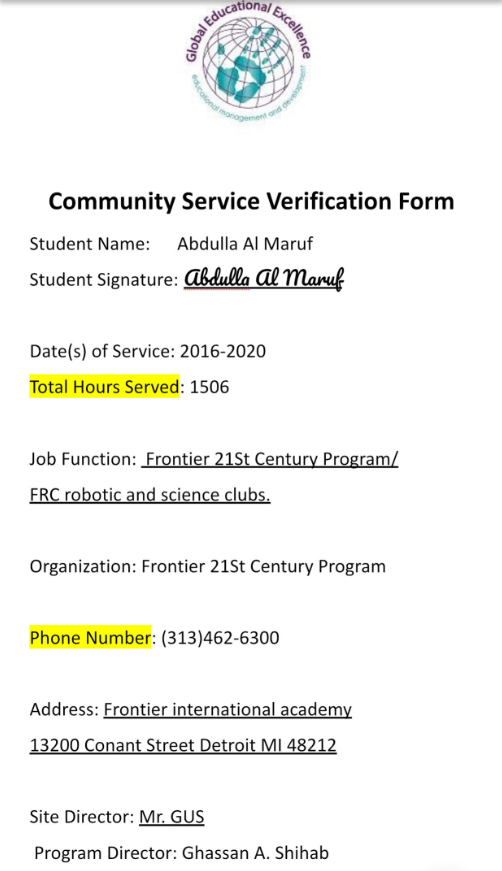 Global Educational Excellence
educational management and development
Community Service Verification Form
Student Name: Abdulla Al Maruf
Student Signature: Abdulla Al Maruf
Date(s) of Service: 2016-2020
Total Hours Served: 1506
Job Function: Frontier 21St Century Program/
FRC robotic and science clubs.
Organization: Frontier 21St Century Program
Phone Number: (313)462-6300
Address: Frontier international academy
13200 Conant Street Detroit MI 48212
Site Director: Mr. GUS
Program Director: Ghassan A. Shihab